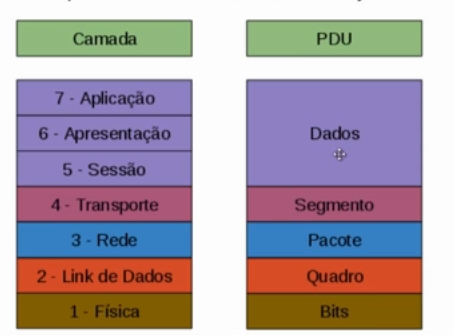 Camada
PDU
7 - Aplicação
6 - Apresentação
5 - Sessão
4 - Transporte
3 - Rede
2 - Link de Dados
1 - Física
Dados
Segmento
Pacote
Quadro
Bits